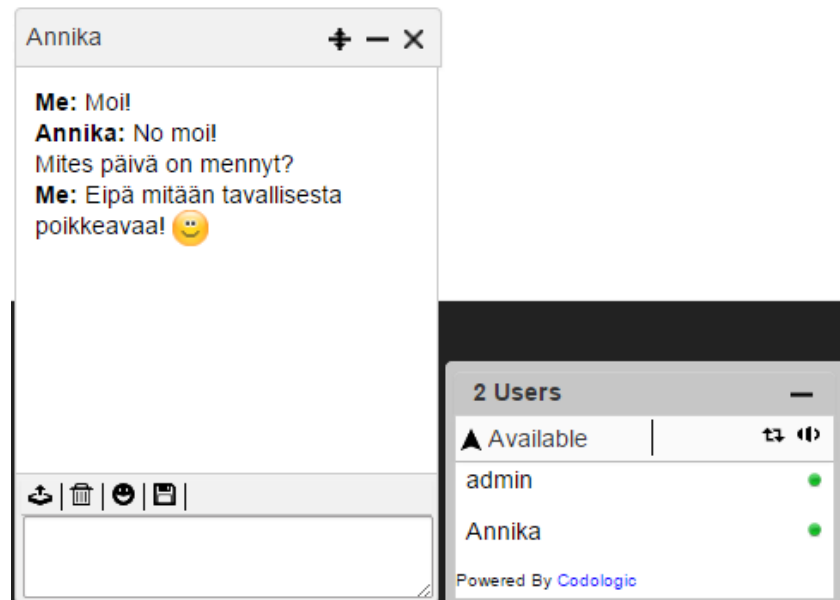 Annika
Me: Moi!
Annika: No moi!
Mites päivä on mennyt?
Me: Eipä mitään tavallisesta
poikkeavaa!
2 Users
Available
admin
Annika
Powered By Codologic